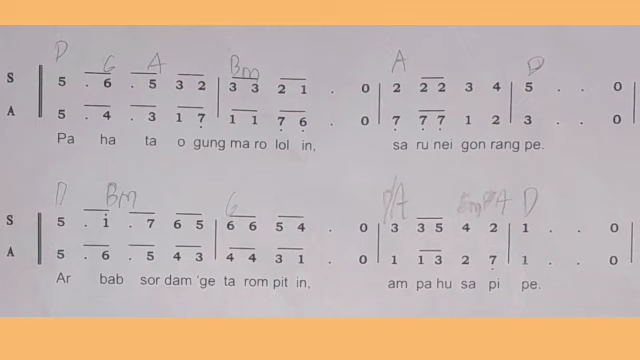 D G A Bm A D
S 5 . 6 . 5 3 2 | 3 3 2 1 . 0 | 2 2 2 3 4 | 5 . . 0 |
A 5 . 4 . 3 1 7̣ | 1 1 7̣ 6̣ . 0 | 7̣ 7̣ 7̣ 1 2 | 3 . . 0 |
Pa ha ta o gung ma ro lol in, sa ru nei gon rang pe.
D Bm G A Em A D
S 5 . i . 7 6 5 | 6 6 5 4 . 0 | 3 3 5 4 2 | 1 . . 0 |
A 5 . 6 . 5 4 3 | 4 4 3 1 . 0 | 1 1 3 2 7̣ | 1 . . 0 |
Ar bab sor dam 'ge ta rom pit in, am pa hu sa pi pe.